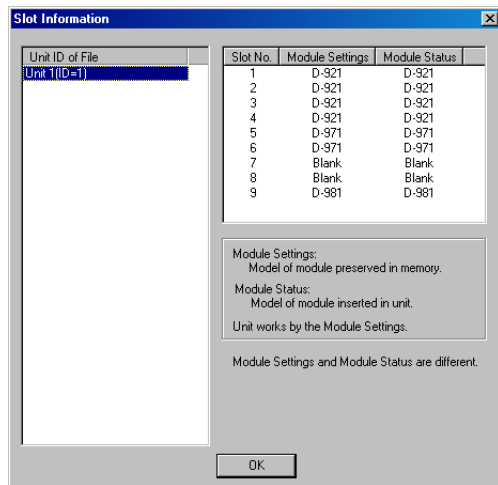 Slot Information
Unit ID of File
Unit 1(ID=1)
Slot No. Module Settings Module Status
1 D-921 D-921
2 D-921 D-921
3 D-921 D-921
4 D-921 D-921
5 D-971 D-971
6 D-971 D-971
7 Blank Blank
8 Blank Blank
9 D-981 D-981
Module Settings:
Model of module preserved in memory.
Module Status:
Model of module inserted in unit.
Unit works by the Module Settings.
Module Settings and Module Status are different.
OK